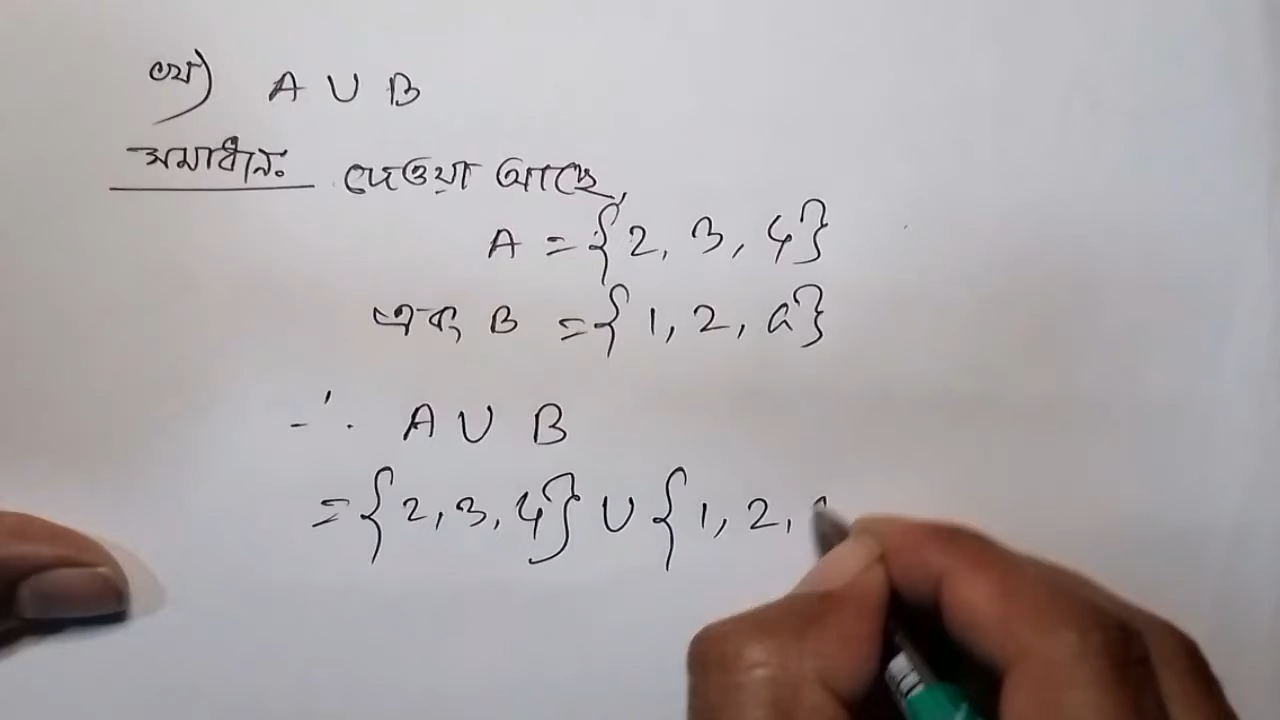 খ) A ∪ B
সমাধান: দেওয়া আছে,
A = {2, 3, 4}
এবং B = {1, 2, a}
∴ A ∪ B
= {2, 3, 4} ∪ {1, 2,